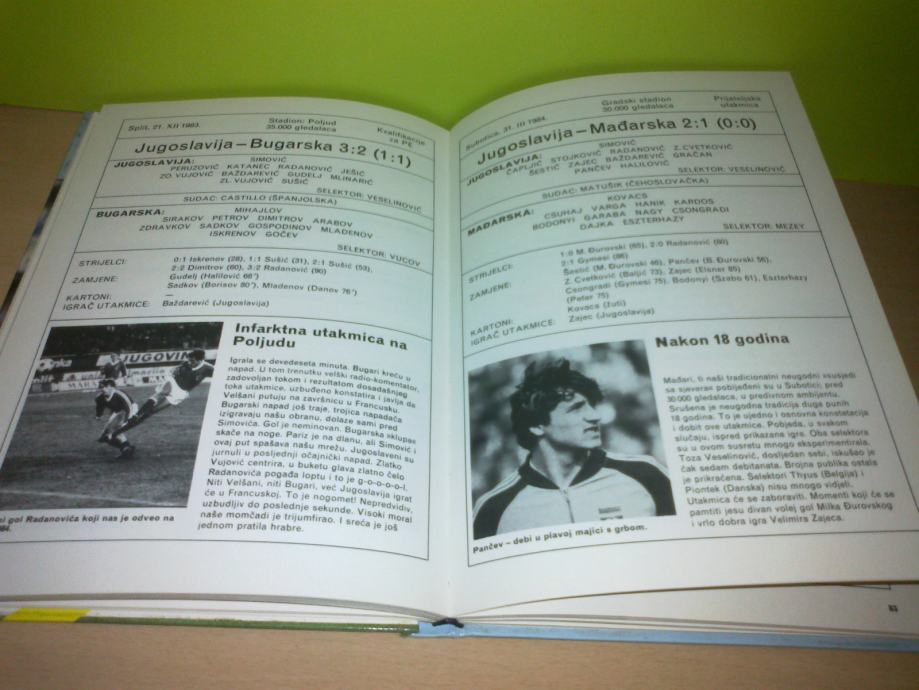 Split, 21. XII 1983.
Stadion: Poljud
35.000 gledalaca
Kvalifikacije
za PE
Jugoslavija – Bugarska 3:2 (1:1)
JUGOSLAVIJA:
SIMOVIĆ
PERUZOVIĆ KATANEC RADANOVIĆ JEŠIĆ
ZO. VUJOVIĆ BAŽDAREVIĆ GUDELJ MLINARIĆ
ZL. VUJOVIĆ SUŠIĆ
SELEKTOR: VESELINOVIĆ
SUDAC: CASTILLO (ŠPANJOLSKA)
BUGARSKA:
MIHAJLOV
SIRAKOV PETROV DIMITROV ARABOV
ZDRAVKOV SADKOV GOSPODINOV MLADENOV
ISKRENOV GOČEV
SELEKTOR: VUCOV
STRIJELCI:
0:1 Iskrenov (28), 1:1 Sušić (31), 2:1 Sušić (53),
2:2 Dimitrov (60), 3:2 Radanović (90)
ZAMJENE:
Gudelj (Halilović 68')
Sadkov (Borisov 80'), Mladenov (Danov 76')
KARTONI:
—
IGRAČ UTAKMICE:
Baždarević (Jugoslavija)
JUGOVIN
MARA
Infarktna utakmica na
Poljudu
Igrala se devedeseta minuta. Bugari kreću u
napad. U tom trenutku velški radio-komentator,
zadovoljan tokom i rezultatom dosadašnjeg
toka utakmice, uzbuđeno konstatira i javlja da
Velšani putuju na završnicu u Francusku.
Bugarski napad još traje, trojica napadača
izigravaju našu obranu, dolaze sami pred
Simovića. Gol je neminovan. Bugarska sklupas
skače na noge. Pariz je na dlanu, ali Simović i
ovaj put spašava našu mrežu. Jugoslaveni su
jurnuli u posljednji očajnički napad. Zlatko
Vujović centrira, u buketu glava zlatno čelo
Radanovića pogađa loptu i to je g-o-o-o-o-l.
Niti Velšani, niti Bugari, već Jugoslavija igrat
će u Francuskoj. To je nogomet! Nepredvidiv,
uzbudljiv do posljednje sekunde. Visoki moral
naše momčadi je trijumfirao. I sreća je još
jednom pratila hrabre.
gol Radanovića koji nas je odveo na
84.
Subotica, 31. III 1984.
Gradski stadion
30.000 gledalaca
Prijateljska
utakmica
Jugoslavija – Mađarska 2:1 (0:0)
JUGOSLAVIJA:
SIMOVIĆ
ČAPLJIĆ STOJKOVIĆ RADANOVIĆ Z. CVETKOVIĆ
ŠESTIĆ ZAJEC BAŽDAREVIĆ GRAČAN
PANČEV HALILOVIĆ
SELEKTOR: VESELINOVIĆ
SUDAC: MATUŠIK (ČEHOSLOVAČKA)
MAĐARSKA:
KOVACS
CSUHAJ VARGA HANIK KARDOS
BODONYI GARABA NAGY CSONGRADI
DAJKA ESZTERHAZY
SELEKTOR: MEZEY
STRIJELCI:
1:0 M. Đurovski (65), 2:0 Radanović (80)
2:1 Gymesi (86)
ZAMJENE:
Šestić (M. Đurovski 46), Pančev (B. Đurovski 56),
Z. Cvetković (Baljić 73), Zajec (Elsner 85)
Csongradi (Gymesi 75), Bodonyi (Szabo 61), Eszterhazy
(Peter 75)
KARTONI:
Kovacs (žuti)
IGRAČ UTAKMICE:
Zajec (Jugoslavija)
Nakon 18 godina
Mađari, ti naši tradicionalni neugodni »susjedi
sa sjevera« pobijeđeni su u Subotici, pred
30.000 gledalaca, u predivnom ambijentu.
Srušena je neugodna tradicija duga punih
18 godina. To je ujedno i osnovna konstatacija
i dobit ove utakmice. Pobjeda, u svakom
slučaju, ispred prikazane igre. Oba selektora
su u ovom susretu mnogo eksperimentirala.
Toza Veselinović, dosljedan sebi, iskušao je
čak sedam debitanata. Brojna publika ostala
je prikraćena. Selektori Thyus (Belgija) i
Piontek (Danska) nisu mnogo vidjeli.
Utakmica će se zaboraviti. Momenti koji će se
pamtiti jesu divan volej gol Milka Đurovskog
i vrlo dobra igra Velimira Zajeca.
Pančev – debi u plavoj majici s grbom.
83